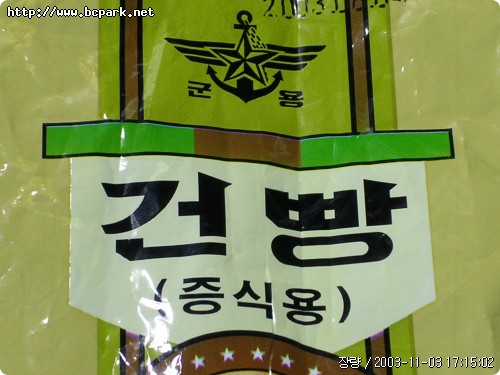 http://www.bcpark.net
군 용
건빵
(증식용)
장량 / 2003-11-03 17:15:02